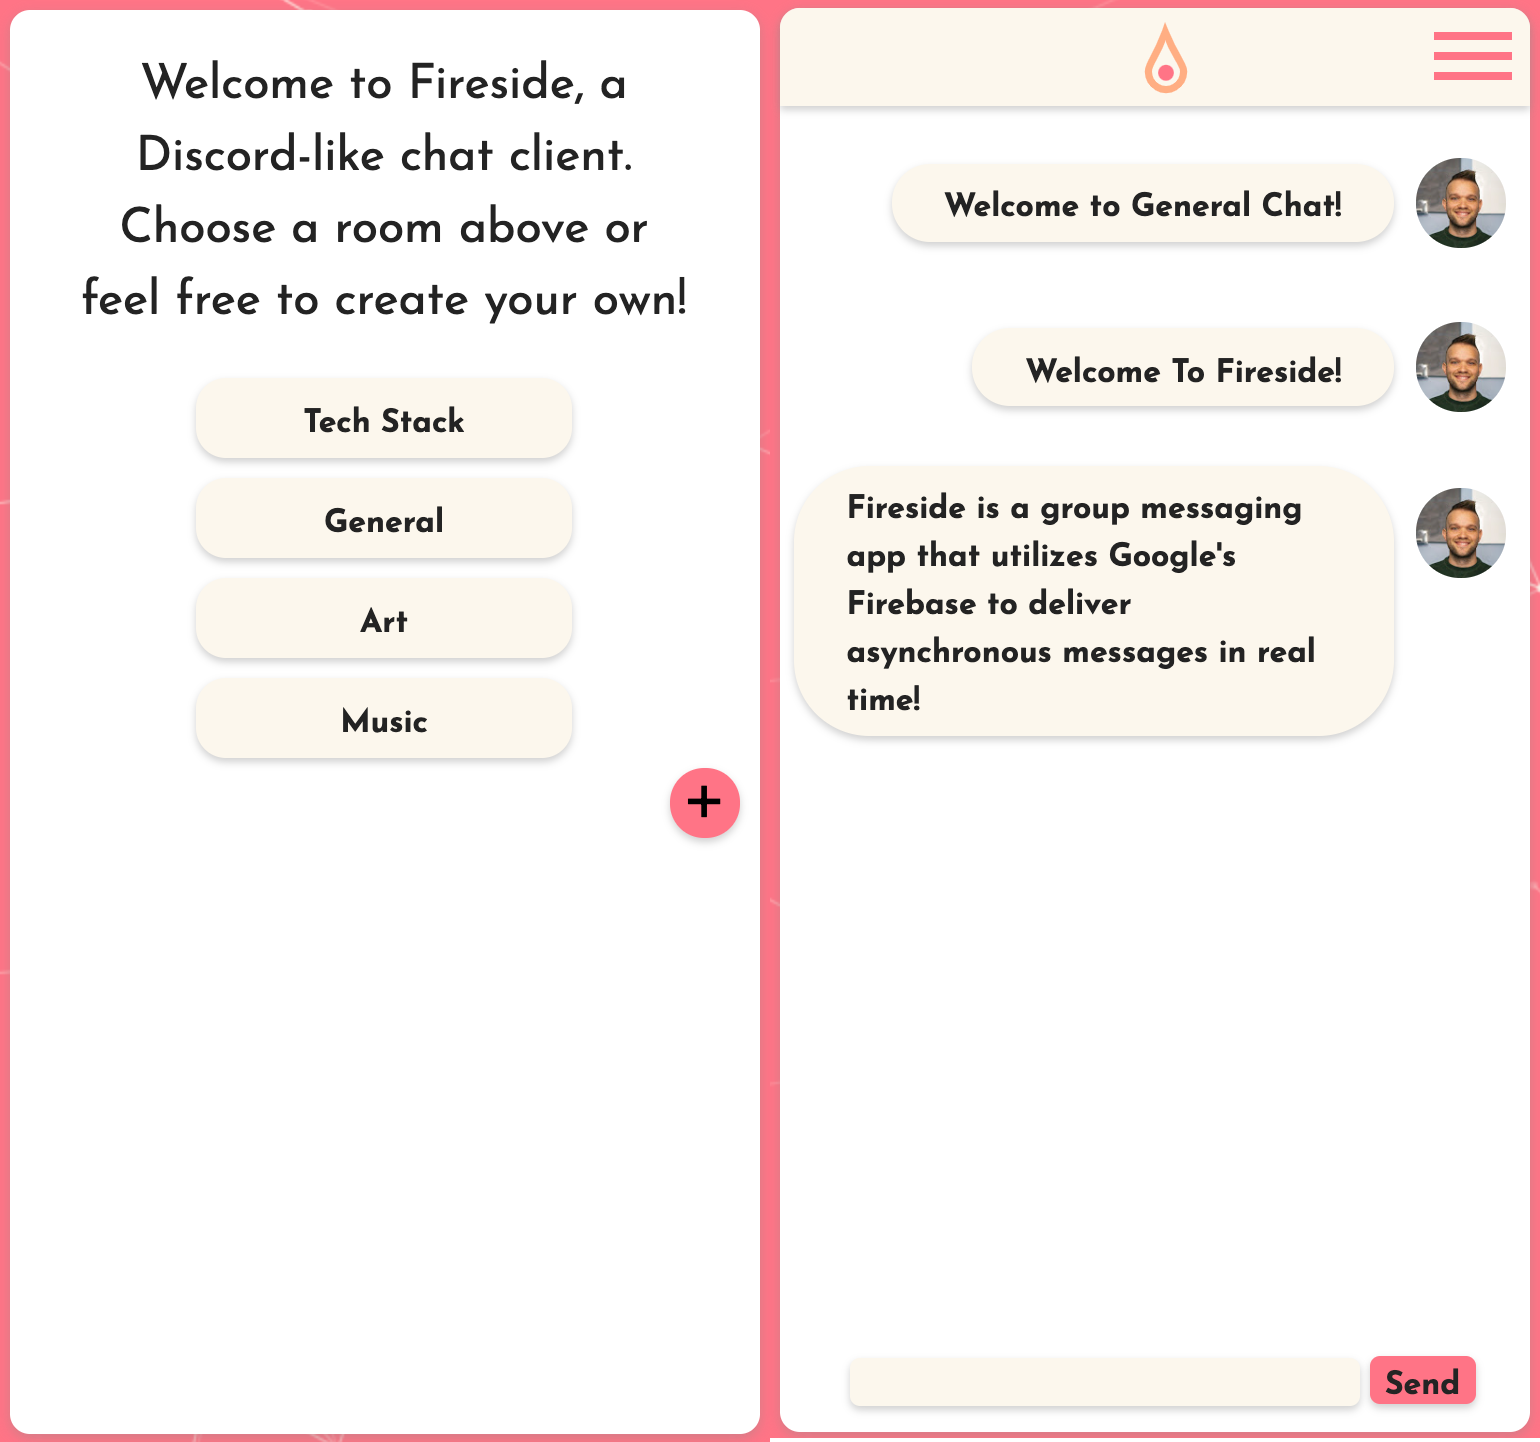 Welcome to Fireside, a
Discord-like chat client.
Choose a room above or
feel free to create your own!
Tech Stack
General
Art
Music
+
Welcome to General Chat!
Welcome To Fireside!
Fireside is a group messaging
app that utilizes Google's
Firebase to deliver
asynchronous messages in real
time!
Send